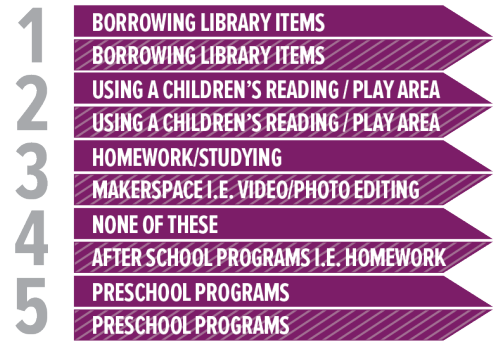 1
BORROWING LIBRARY ITEMS
BORROWING LIBRARY ITEMS
2
USING A CHILDREN'S READING / PLAY AREA
USING A CHILDREN'S READING / PLAY AREA
3
HOMEWORK/STUDYING
MAKERSPACE I.E. VIDEO/PHOTO EDITING
4
NONE OF THESE
AFTER SCHOOL PROGRAMS I.E. HOMEWORK
5
PRESCHOOL PROGRAMS
PRESCHOOL PROGRAMS